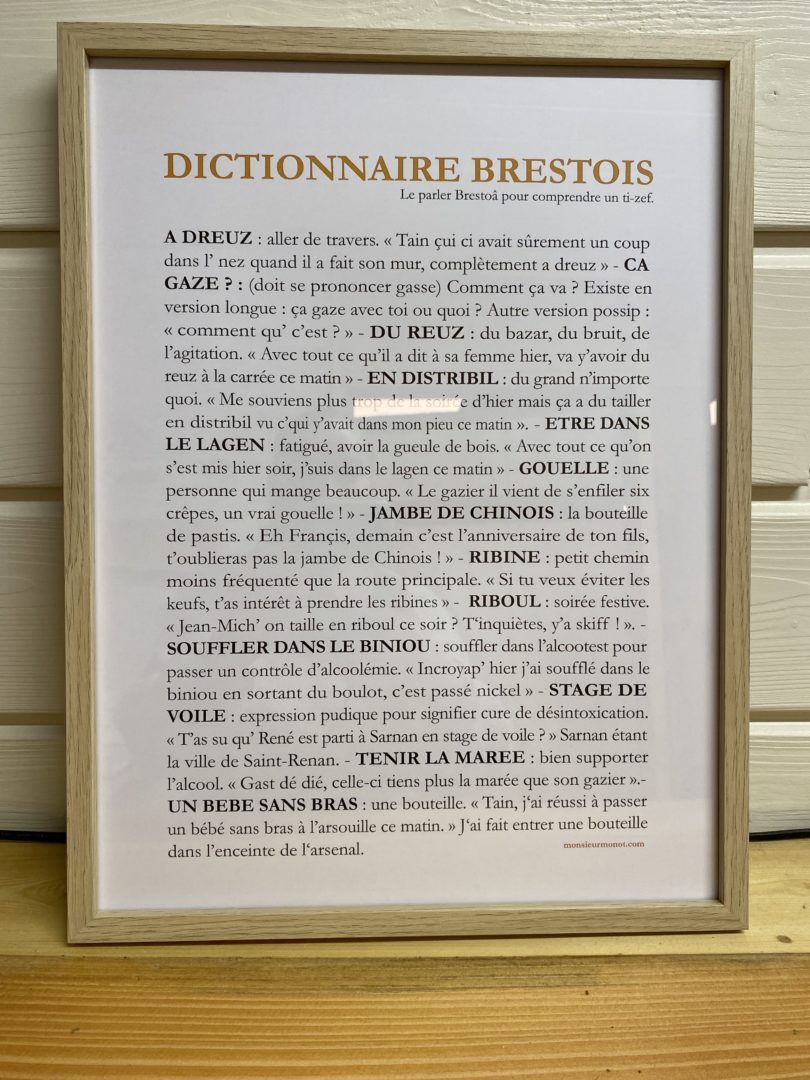 DICTIONNAIRE BRESTOIS
Le parler Brestoâ pour comprendre un ti-zef.
A DREUZ : aller de travers. « Tain çui ci avait sûrement un coup
dans l' nez quand il a fait son mur, complètement a dreuz » - CA
GAZE ? : (doit se prononcer gasse) Comment ça va ? Existe en
version longue : ça gaze avec toi ou quoi ? Autre version possip :
« comment qu' c'est ? » - DU REUZ : du bazar, du bruit, de
l'agitation. « Avec tout ce qu'il a dit à sa femme hier, va y'avoir du
reuz à la carrée ce matin » - EN DISTRIBIL : du grand n'importe
quoi. « Me souviens plus trop de la soirée d'hier mais ça a du tailler
en distribil vu c'qui y'avait dans mon pieu ce matin ». - ETRE DANS
LE LAGEN : fatigué, avoir la gueule de bois. « Avec tout ce qu'on
s'est mis hier soir, j'suis dans le lagen ce matin » - GOUELLE : une
personne qui mange beaucoup. « Le gazier il vient de s'enfiler six
crêpes, un vrai gouelle ! » - JAMBE DE CHINOIS : la bouteille
de pastis. « Eh Françis, demain c'est l'anniversaire de ton fils,
t'oublieras pas la jambe de Chinois ! » - RIBINE : petit chemin
moins fréquenté que la route principale. « Si tu veux éviter les
keufs, t'as intérêt à prendre les ribines » - RIBOUL : soirée festive.
« Jean-Mich' on taille en riboul ce soir ? T'inquiètes, y'a skiff ! ». -
SOUFFLER DANS LE BINIOU : souffler dans l'alcootest pour
passer un contrôle d'alcoolémie. « Incroyap' hier j'ai soufflé dans le
biniou en sortant du boulot, c'est passé nickel » - STAGE DE
VOILE : expression pudique pour signifier cure de désintoxication.
« T'as su qu' René est parti à Sarnan en stage de voile ? » Sarnan étant
la ville de Saint-Renan. - TENIR LA MAREE : bien supporter
l'alcool. « Gast dé dié, celle-ci tiens plus la marée que son gazier ».-
UN BEBE SANS BRAS : une bouteille. « Tain, j'ai réussi à passer
un bébé sans bras à l'arsouille ce matin. » J'ai fait entrer une bouteille
dans l'enceinte de l'arsenal.
monsieurmonot.com